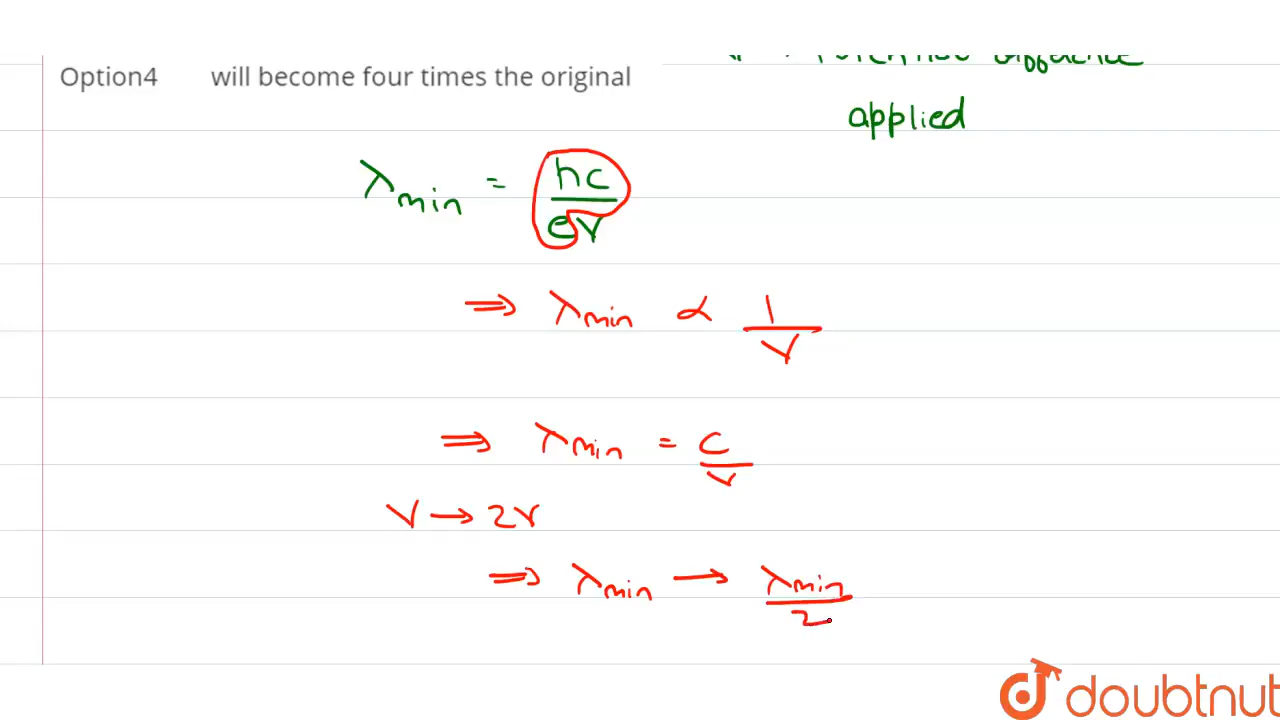 Option4 will become four times the original
applied
λmin = hc/eV
⇒ λmin ∝ 1/V
⇒ λmin = C/V
V → 2V
⇒ λmin → λmin/2
doubtnut